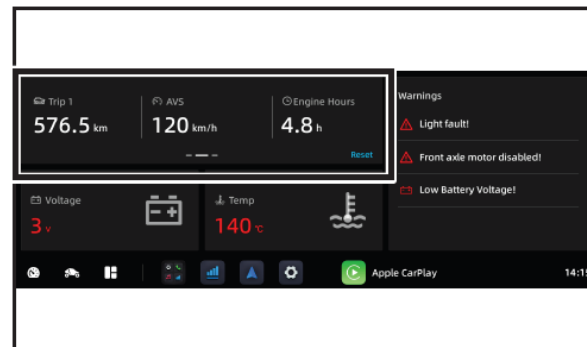 Trip 1
AVS
Engine Hours
576.5 km
120 km/h
4.8 h
Reset
Warnings
Light fault!
Front axle motor disabled!
Low Battery Voltage!
Voltage
3 v
Temp
140 °C
Apple CarPlay
14:15